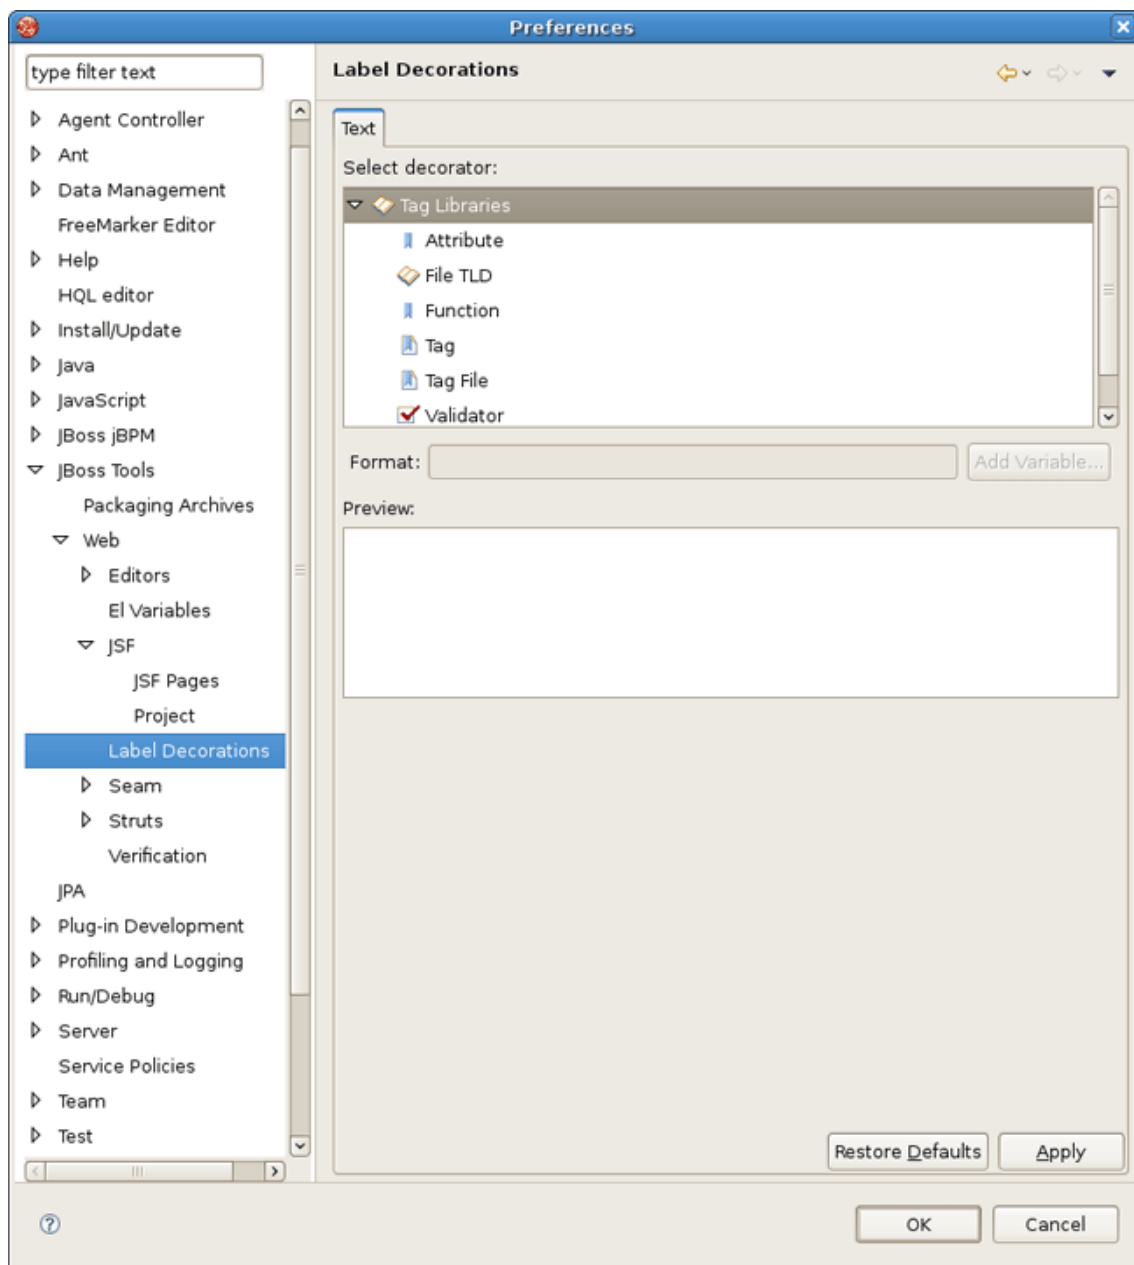 Preferences
type filter text
Agent Controller
Ant
Data Management
FreeMarker Editor
Help
HQL editor
Install/Update
Java
JavaScript
JBoss jBPM
JBoss Tools
Packaging Archives
Web
Editors
El Variables
JSF
JSF Pages
Project
Label Decorations
Seam
Struts
Verification
JPA
Plug-in Development
Profiling and Logging
Run/Debug
Server
Service Policies
Team
Test
Label Decorations
Text
Select decorator:
Tag Libraries
Attribute
File TLD
Function
Tag
Tag File
Validator
Format:
Add Variable...
Preview:
Restore Defaults
Apply
OK
Cancel